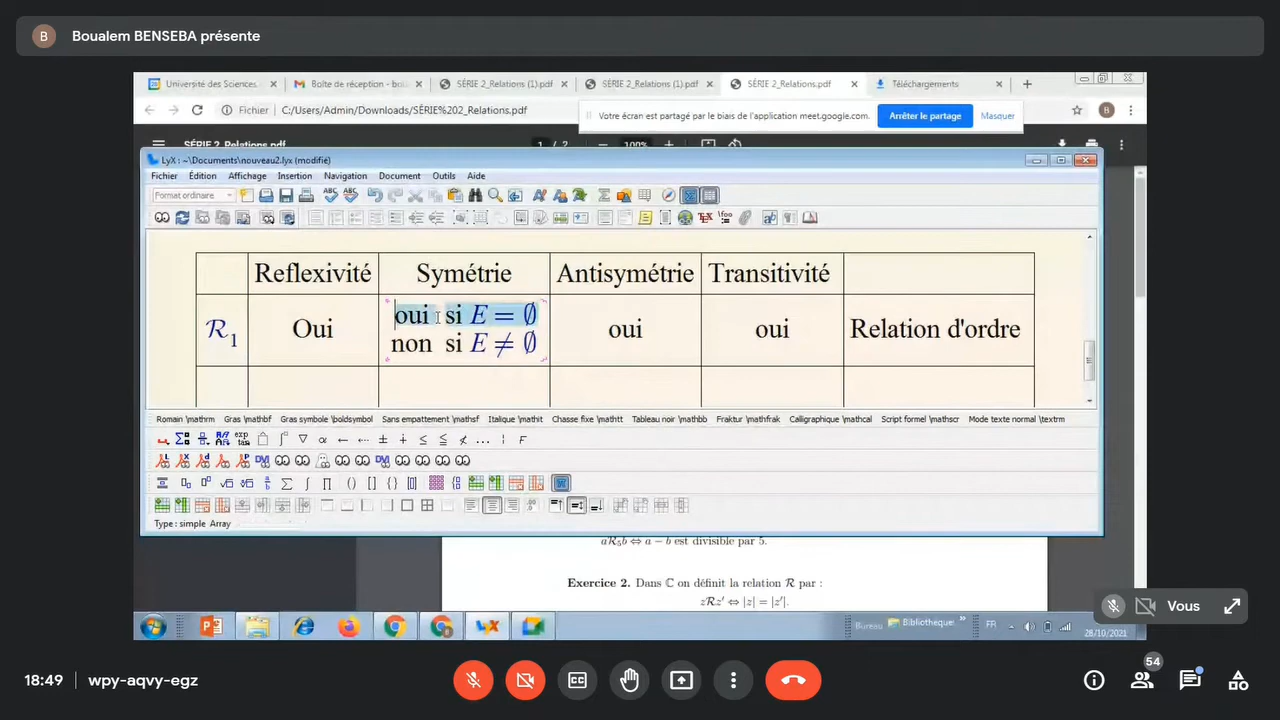 B Boualem BENSEBA présente
Université des Sciences
SÉRIE 2_Relations (1).pdf
SÉRIE 2_Relations (1).pdf
SÉRIE 2_Relations.pdf
Téléchargements
Fichier C:/Users/Admin/Downloads/SÉRIE%202_Relations.pdf
Votre écran est partagé par le biais de l'application meet.google.com. Arrêter le partage Masquer
B
SÉRIE 2_Relations.pdf 1 / 2 100%
LyX : ~\Documents\nouveau2.lyx (modifié)
Fichier Édition Affichage Insertion Navigation Document Outils Aide
Format ordinaire
Reflexivité Symétrie Antisymétrie Transitivité
ℛ₁ Oui oui si E = ∅ oui oui Relation d'ordre
non si E ≠ ∅
Romain \mathrm Gras \mathbf Gras symbole \boldsymbol Sans empattement \mathsf Italique \mathit Chasse fixe \mathtt Tableau noir \mathbb Fraktur \mathfrak Calligraphique \mathcal Script formel \mathscr Mode texte normal \textrm
Type : simple Array
aℛ₅b ⇔ a − b est divisible par 5.
Exercice 2. Dans ℂ on définit la relation ℛ par :
zℛz' ⇔ |z| = |z'|.
Vous
Bureau Bibliothèques » FR
28/10/2021
54
18:49 wpy-aqvy-egz